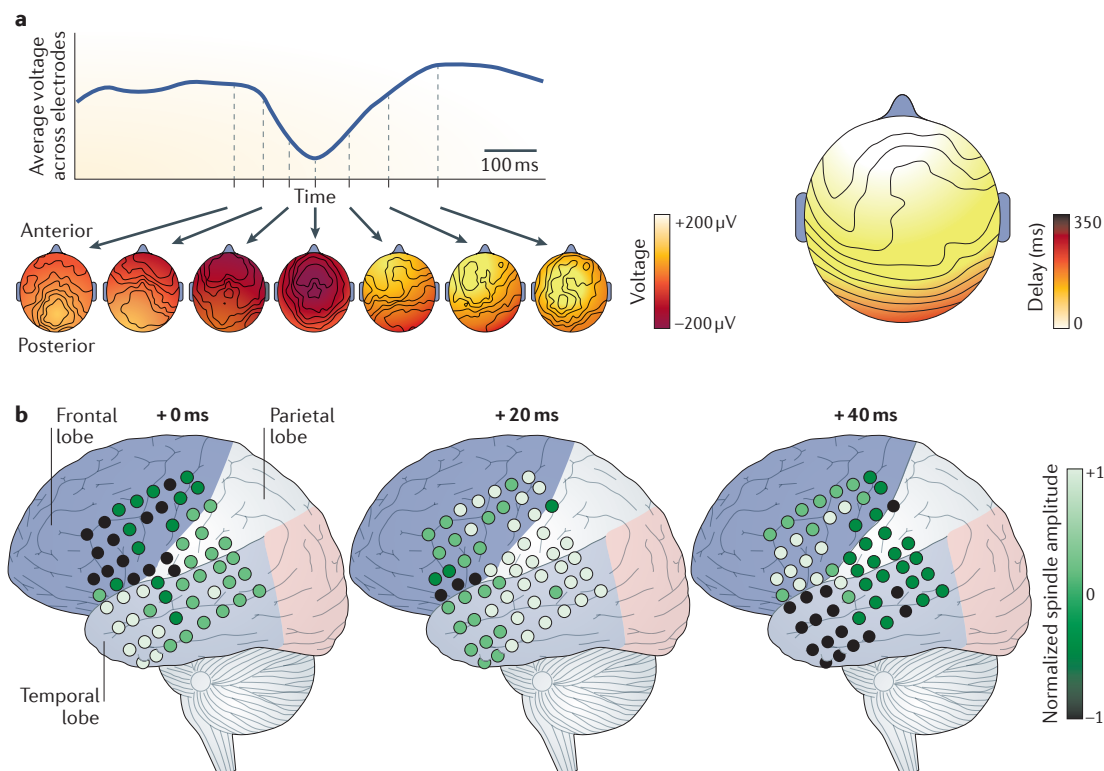 a
Average voltage
across electrodes
100 ms
Time
Anterior
Posterior
Voltage
+200 µV
–200 µV
Delay (ms)
350
0
b
Frontal
lobe
+ 0 ms
Parietal
lobe
+ 20 ms
+ 40 ms
Temporal
lobe
Normalized spindle amplitude
+1
0
–1